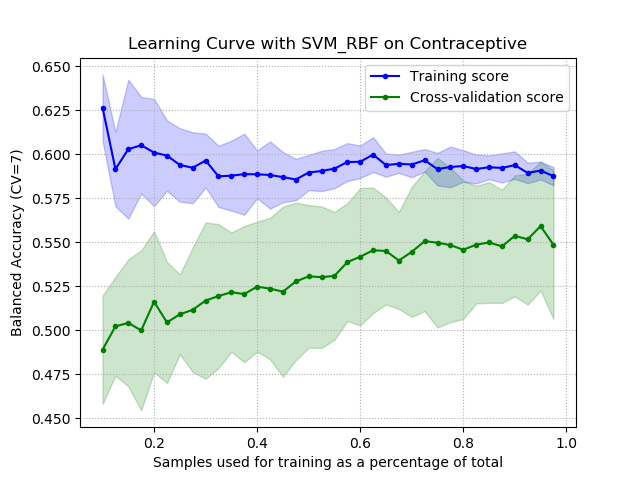 Learning Curve with SVM_RBF on Contraceptive
Training score
Cross-validation score
Balanced Accuracy (CV=7)
0.650
0.625
0.600
0.575
0.550
0.525
0.500
0.475
0.450
0.2 0.4 0.6 0.8 1.0
Samples used for training as a percentage of total